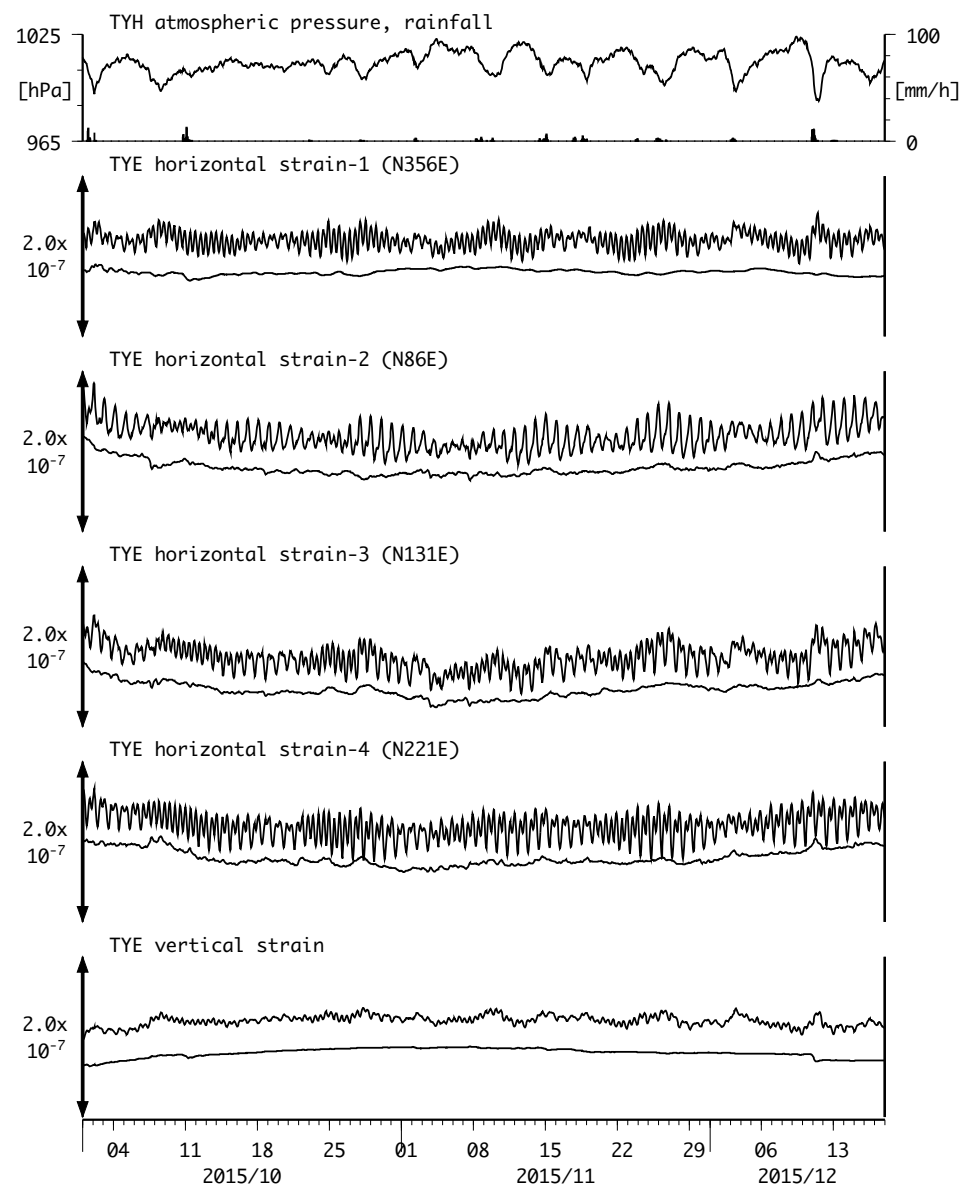 TYH atmospheric pressure, rainfall
1025 100
[hPa] [mm/h]
965 0
TYE horizontal strain-1 (N356E)
2.0x
10⁻⁷
TYE horizontal strain-2 (N86E)
2.0x
10⁻⁷
TYE horizontal strain-3 (N131E)
2.0x
10⁻⁷
TYE horizontal strain-4 (N221E)
2.0x
10⁻⁷
TYE vertical strain
2.0x
10⁻⁷
04 11 18 25 01 08 15 22 29 06 13
2015/10 2015/11 2015/12